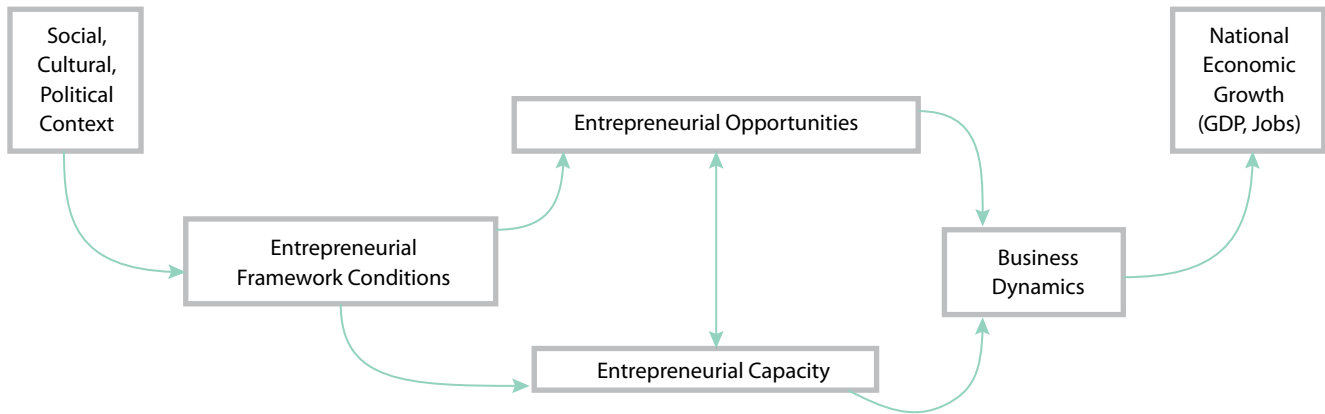 Social,
Cultural,
Political
Context
Entrepreneurial
Framework Conditions
Entrepreneurial Opportunities
Entrepreneurial Capacity
Business
Dynamics
National
Economic
Growth
(GDP, Jobs)